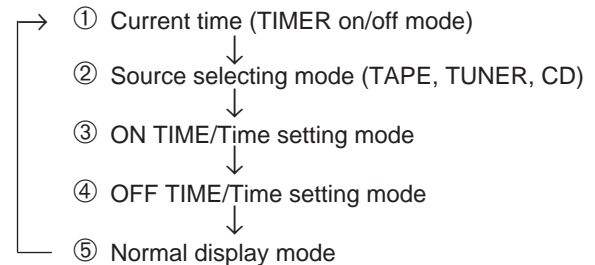 ① Current time (TIMER on/off mode)
② Source selecting mode (TAPE, TUNER, CD)
③ ON TIME/Time setting mode
④ OFF TIME/Time setting mode
⑤ Normal display mode